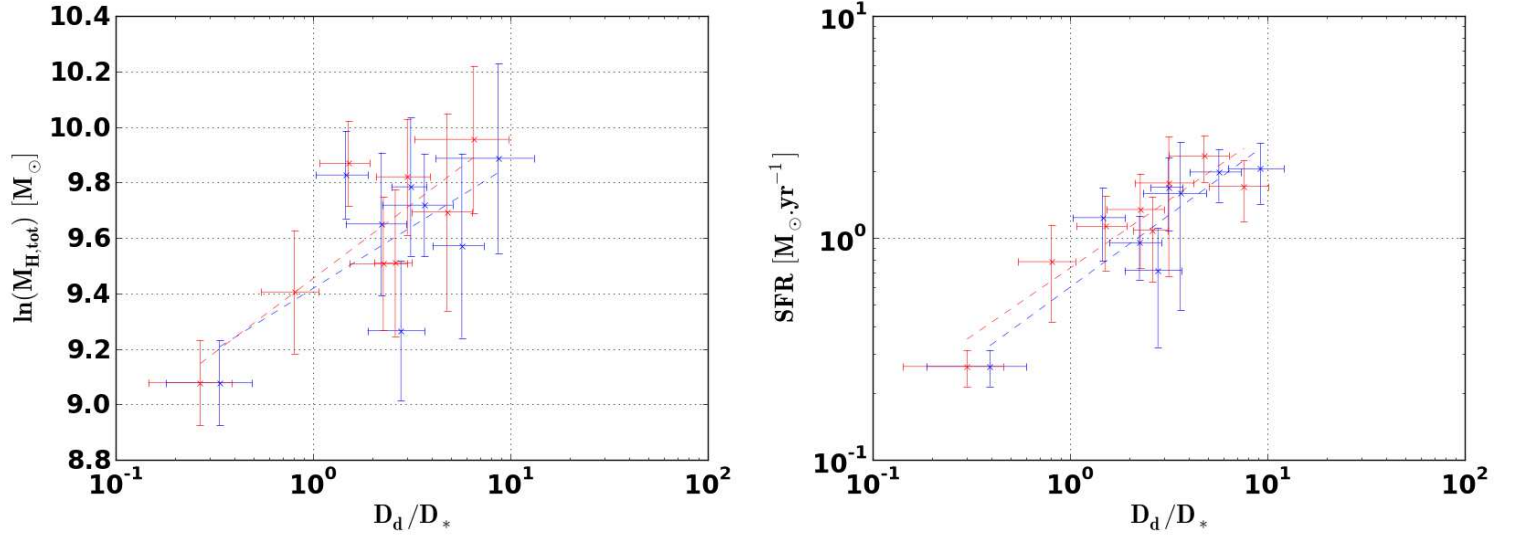 10.4
10.2
10.0
9.8
9.6
9.4
9.2
9.0
8.8
ln(M_{H,tot}) [M_⊙]
10^{-1} 10^0 10^1 10^2
D_d/D_*
10^1
10^0
10^{-1}
SFR [M_⊙.yr^{-1}]
10^{-1} 10^0 10^1 10^2
D_d/D_*